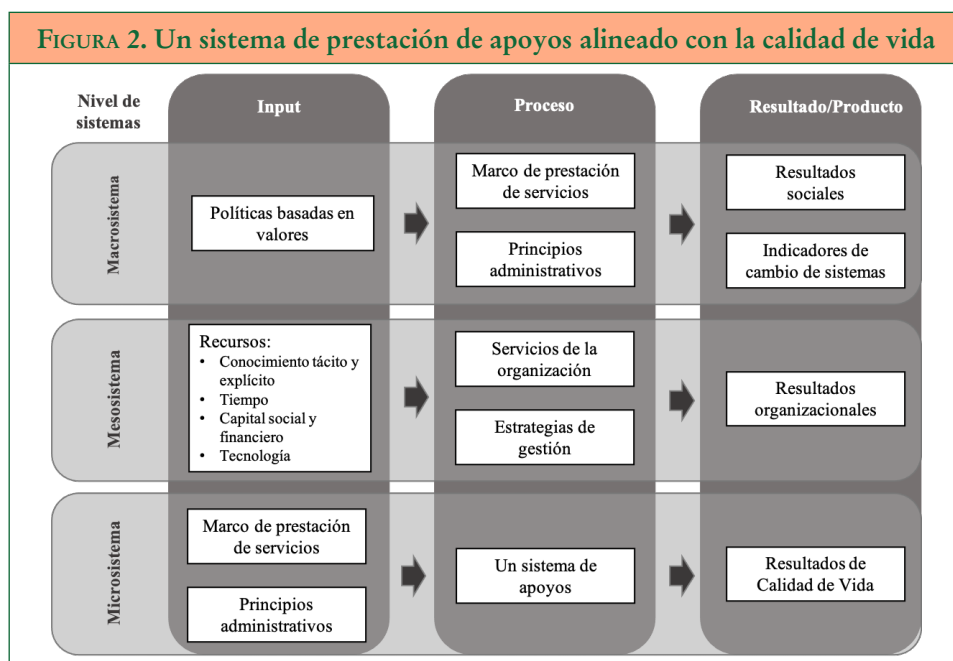 FIGURA 2. Un sistema de prestación de apoyos alineado con la calidad de vida
Nivel de
sistemas
Input
Proceso
Resultado/Producto
Macrosistema
Políticas basadas en
valores
Marco de prestación
de servicios
Principios
administrativos
Resultados
sociales
Indicadores de
cambio de sistemas
Mesosistema
Recursos:
• Conocimiento tácito y
explícito
• Tiempo
• Capital social y
financiero
• Tecnología
Servicios de la
organización
Estrategias de
gestión
Resultados
organizacionales
Microsistema
Marco de prestación
de servicios
Principios
administrativos
Un sistema de
apoyos
Resultados de
Calidad de Vida